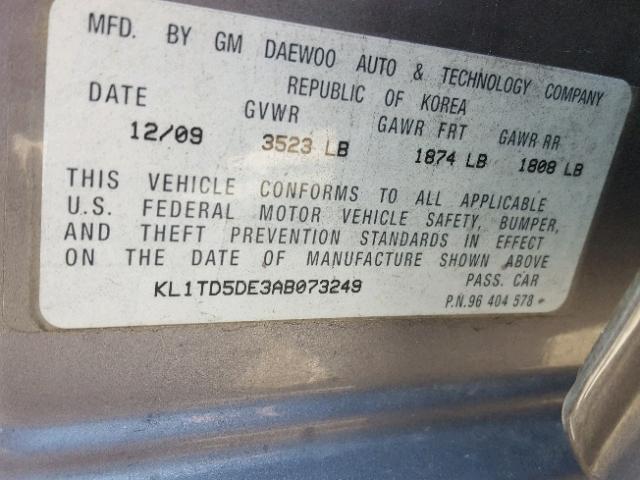 MFD. BY GM DAEWOO AUTO & TECHNOLOGY COMPANY
REPUBLIC OF KOREA
DATE GVWR GAWR FRT GAWR RR
12/09 3523 LB 1874 LB 1808 LB
THIS VEHICLE CONFORMS TO ALL APPLICABLE
U.S. FEDERAL MOTOR VEHICLE SAFETY, BUMPER,
AND THEFT PREVENTION STANDARDS IN EFFECT
ON THE DATE OF MANUFACTURE SHOWN ABOVE
KL1TD5DE3AB073249 PASS. CAR
P.N.96 404 578